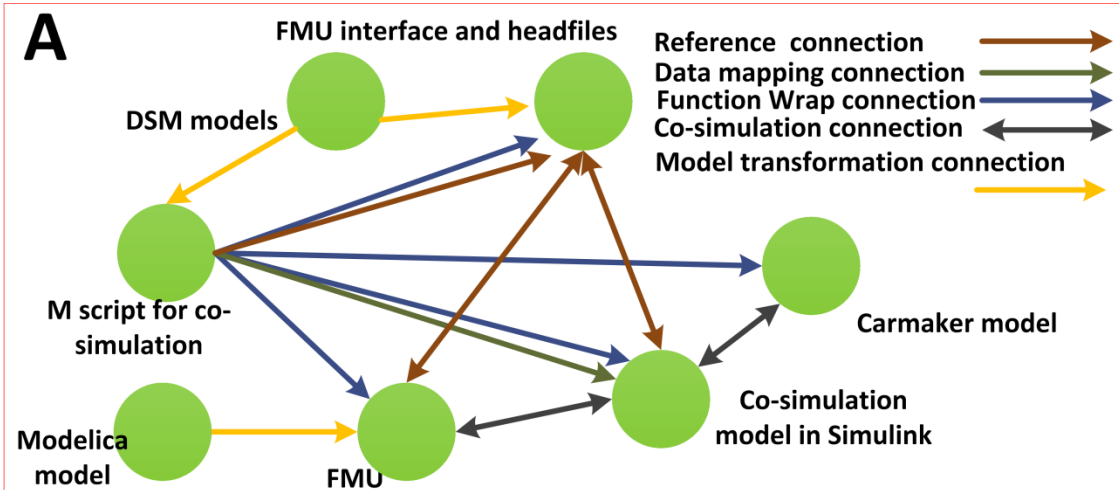 A
FMU interface and headfiles
DSM models
Reference connection
Data mapping connection
Function Wrap connection
Co-simulation connection
Model transformation connection
M script for co-
simulation
Carmaker model
Co-simulation
model in Simulink
Modelica
model
FMU